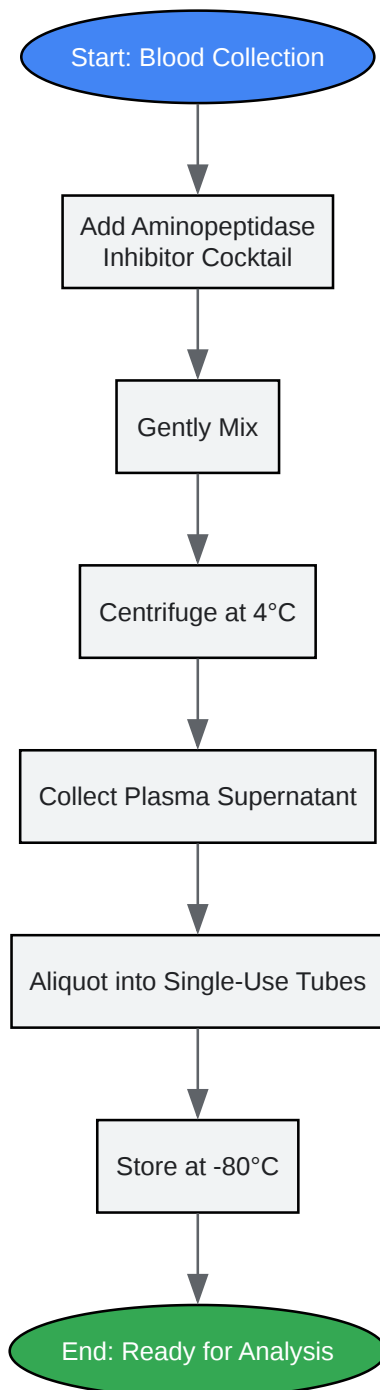 Start: Blood Collection
Add Aminopeptidase
Inhibitor Cocktail
Gently Mix
Centrifuge at 4°C
Collect Plasma Supernatant
Aliquot into Single-Use Tubes
Store at -80°C
End: Ready for Analysis